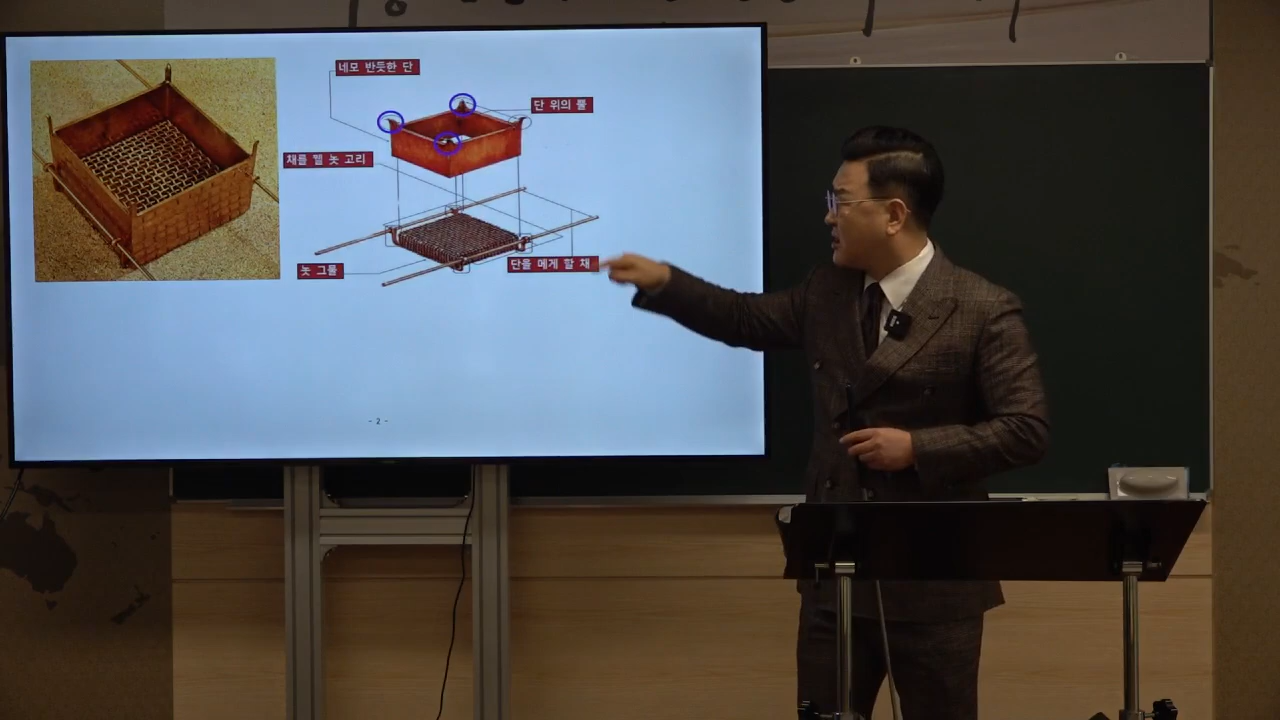 네모 반듯한 단
단 위의 뿔
채를 꿸 놋 고리
놋 그물
단을 메게 할 채
- 2 -